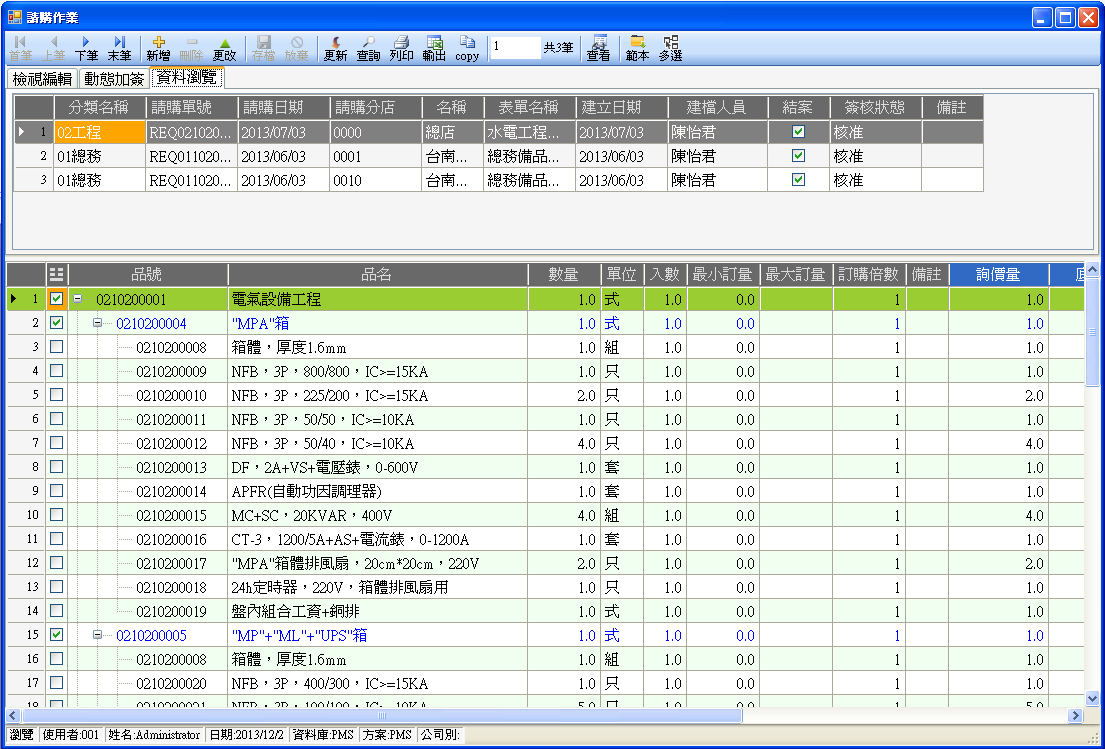 請購作業
首筆 上筆 下筆 末筆 新增 刪除 更改 存檔 放棄 更新 查詢 列印 輸出 copy 1 共3筆 查看 範本 多選
檢視編輯 動態加簽 資料瀏覽
分類名稱 請購單號 請購日期 請購分店 名稱 表單名稱 建立日期 建檔人員 結案 簽核狀態 備註
1 02工程 REQ021020... 2013/07/03 0000 總店 水電工程... 2013/07/03 陳怡君 核准
2 01總務 REQ011020... 2013/06/03 0001 台南... 總務備品... 2013/06/03 陳怡君 核准
3 01總務 REQ011020... 2013/06/03 0010 台南... 總務備品... 2013/06/03 陳怡君 核准
品號 品名 數量 單位 入數 最小訂量 最大訂量 訂購倍數 備註 詢價量
1 0210200001 電氣設備工程 1.0 式 1.0 0.0 1 1.0
2 0210200004 "MPA"箱 1.0 式 1.0 0.0 1 1.0
3 0210200008 箱體，厚度1.6mm 1.0 組 1.0 0.0 1 1.0
4 0210200009 NFB，3P，800/800，IC>=15KA 1.0 只 1.0 0.0 1 1.0
5 0210200010 NFB，3P，225/200，IC>=15KA 2.0 只 1.0 0.0 1 2.0
6 0210200011 NFB，3P，50/50，IC>=10KA 1.0 只 1.0 0.0 1 1.0
7 0210200012 NFB，3P，50/40，IC>=10KA 4.0 只 1.0 0.0 1 4.0
8 0210200013 DF，2A+VS+電壓錶，0-600V 1.0 套 1.0 0.0 1 1.0
9 0210200014 APFR(自動功因調理器) 1.0 套 1.0 0.0 1 1.0
10 0210200015 MC+SC，20KVAR，400V 4.0 組 1.0 0.0 1 4.0
11 0210200016 CT-3，1200/5A+AS+電流錶，0-1200A 1.0 套 1.0 0.0 1 1.0
12 0210200017 "MPA"箱體排風扇，20cm*20cm，220V 2.0 只 1.0 0.0 1 2.0
13 0210200018 24h定時器，220V，箱體排風扇用 1.0 只 1.0 0.0 1 1.0
14 0210200019 盤內組合工資+銅排 1.0 式 1.0 0.0 1 1.0
15 0210200005 "MP"+"ML"+"UPS"箱 1.0 式 1.0 0.0 1 1.0
16 0210200008 箱體，厚度1.6mm 1.0 組 1.0 0.0 1 1.0
17 0210200020 NFB，3P，400/300，IC>=15KA 1.0 只 1.0 0.0 1 1.0
18 0210200021 NFB，3P，100/100，IC>=10KA 5.0 只 1.0 0.0 1 5.0
瀏覽 使用者:001 姓名:Administrator 日期:2013/12/2 資料庫:PMS 方案:PMS 公司別: